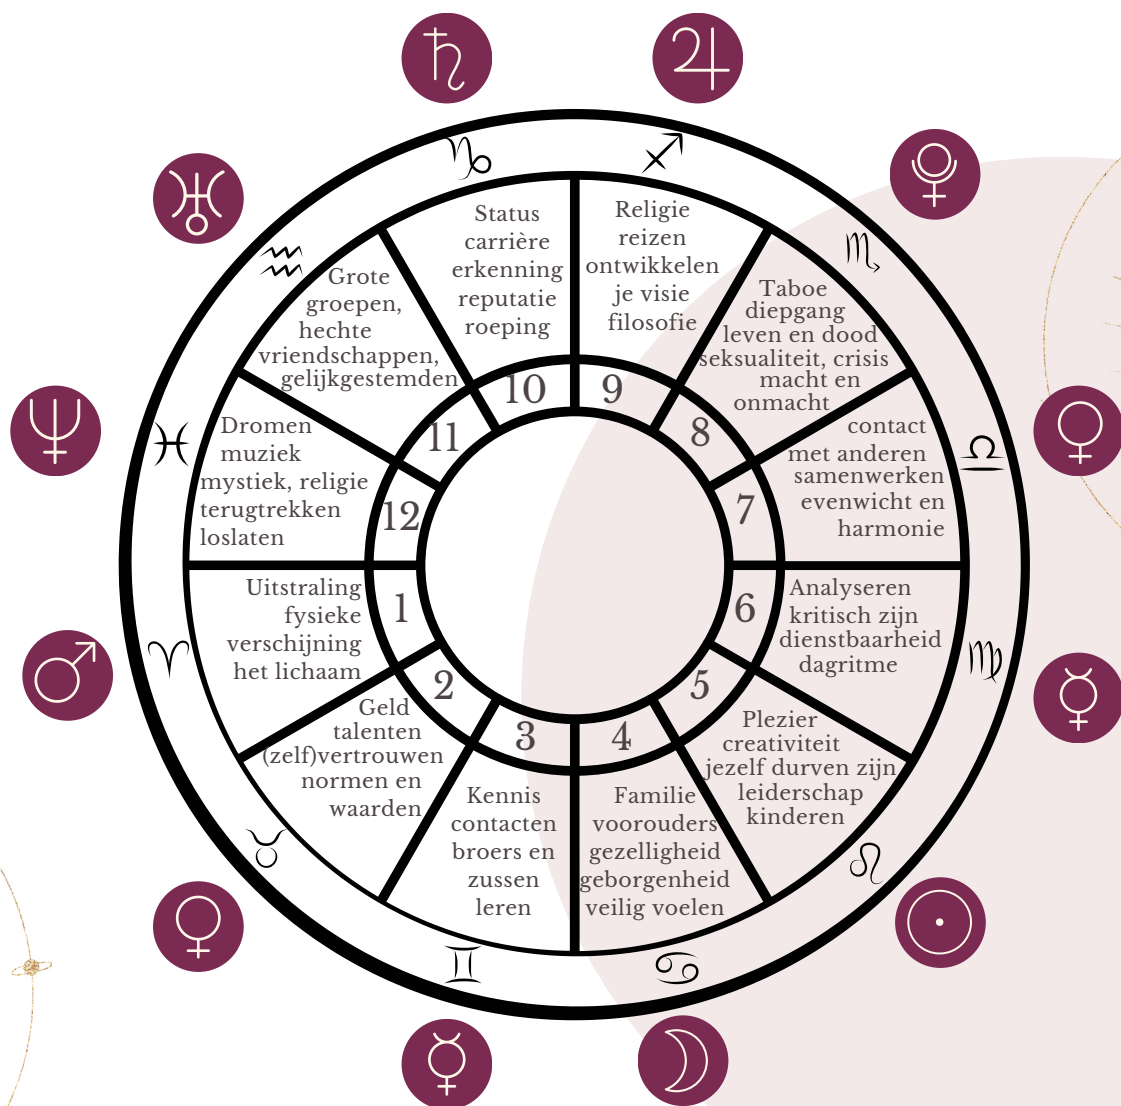 Uitstraling
fysieke
verschijning
het lichaam
1
Geld
talenten
(zelf)vertrouwen
normen en
waarden
2
Kennis
contacten
broers en
zussen
leren
3
Familie
voorouders
gezelligheid
geborgenheid
veilig voelen
4
Plezier
creativiteit
jezelf durven zijn
leiderschap
kinderen
5
Analyseren
kritisch zijn
dienstbaarheid
dagritme
6
contact
met anderen
samenwerken
evenwicht en
harmonie
7
Taboe
diepgang
leven en dood
seksualiteit, crisis
macht en
onmacht
8
Religie
reizen
ontwikkelen
je visie
filosofie
9
Status
carrière
erkenning
reputatie
roeping
10
Grote
groepen,
hechte
vriendschappen,
gelijkgestemden
11
Dromen
muziek
mystiek, religie
terugtrekken
loslaten
12